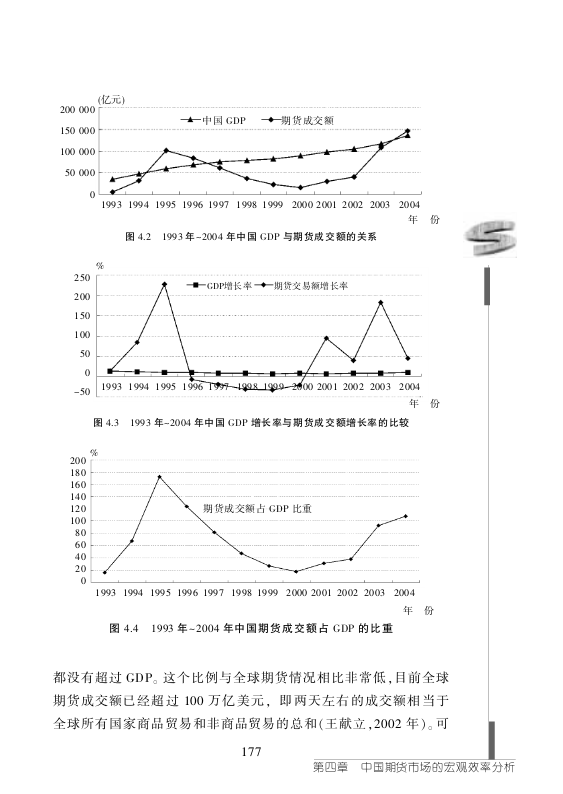 (亿元)
200 000
150 000
100 000
50 000
0
中国 GDP 期货成交额
1993 1994 1995 1996 1997 1998 1999 2000 2001 2002 2003 2004
年 份
图 4.2 1993 年–2004 年中国 GDP 与期货成交额的关系
%
250
200
150
100
50
0
–50
GDP增长率 期货交易额增长率
1993 1994 1995 1996 1997 1998 1999 2000 2001 2002 2003 2004
年 份
图 4.3 1993 年–2004 年中国 GDP 增长率与期货成交额增长率的比较
%
200
180
160
140
120
100
80
60
40
20
0
期货成交额占 GDP 比重
1993 1994 1995 1996 1997 1998 1999 2000 2001 2002 2003 2004
年 份
图 4.4 1993 年–2004 年中国期货成交额占 GDP 的比重
都没有超过 GDP。这个比例与全球期货情况相比非常低,目前全球
期货成交额已经超过 100 万亿美元, 即两天左右的成交额相当于
全球所有国家商品贸易和非商品贸易的总和(王献立,2002 年)。可
177
第四章 中国期货市场的宏观效率分析